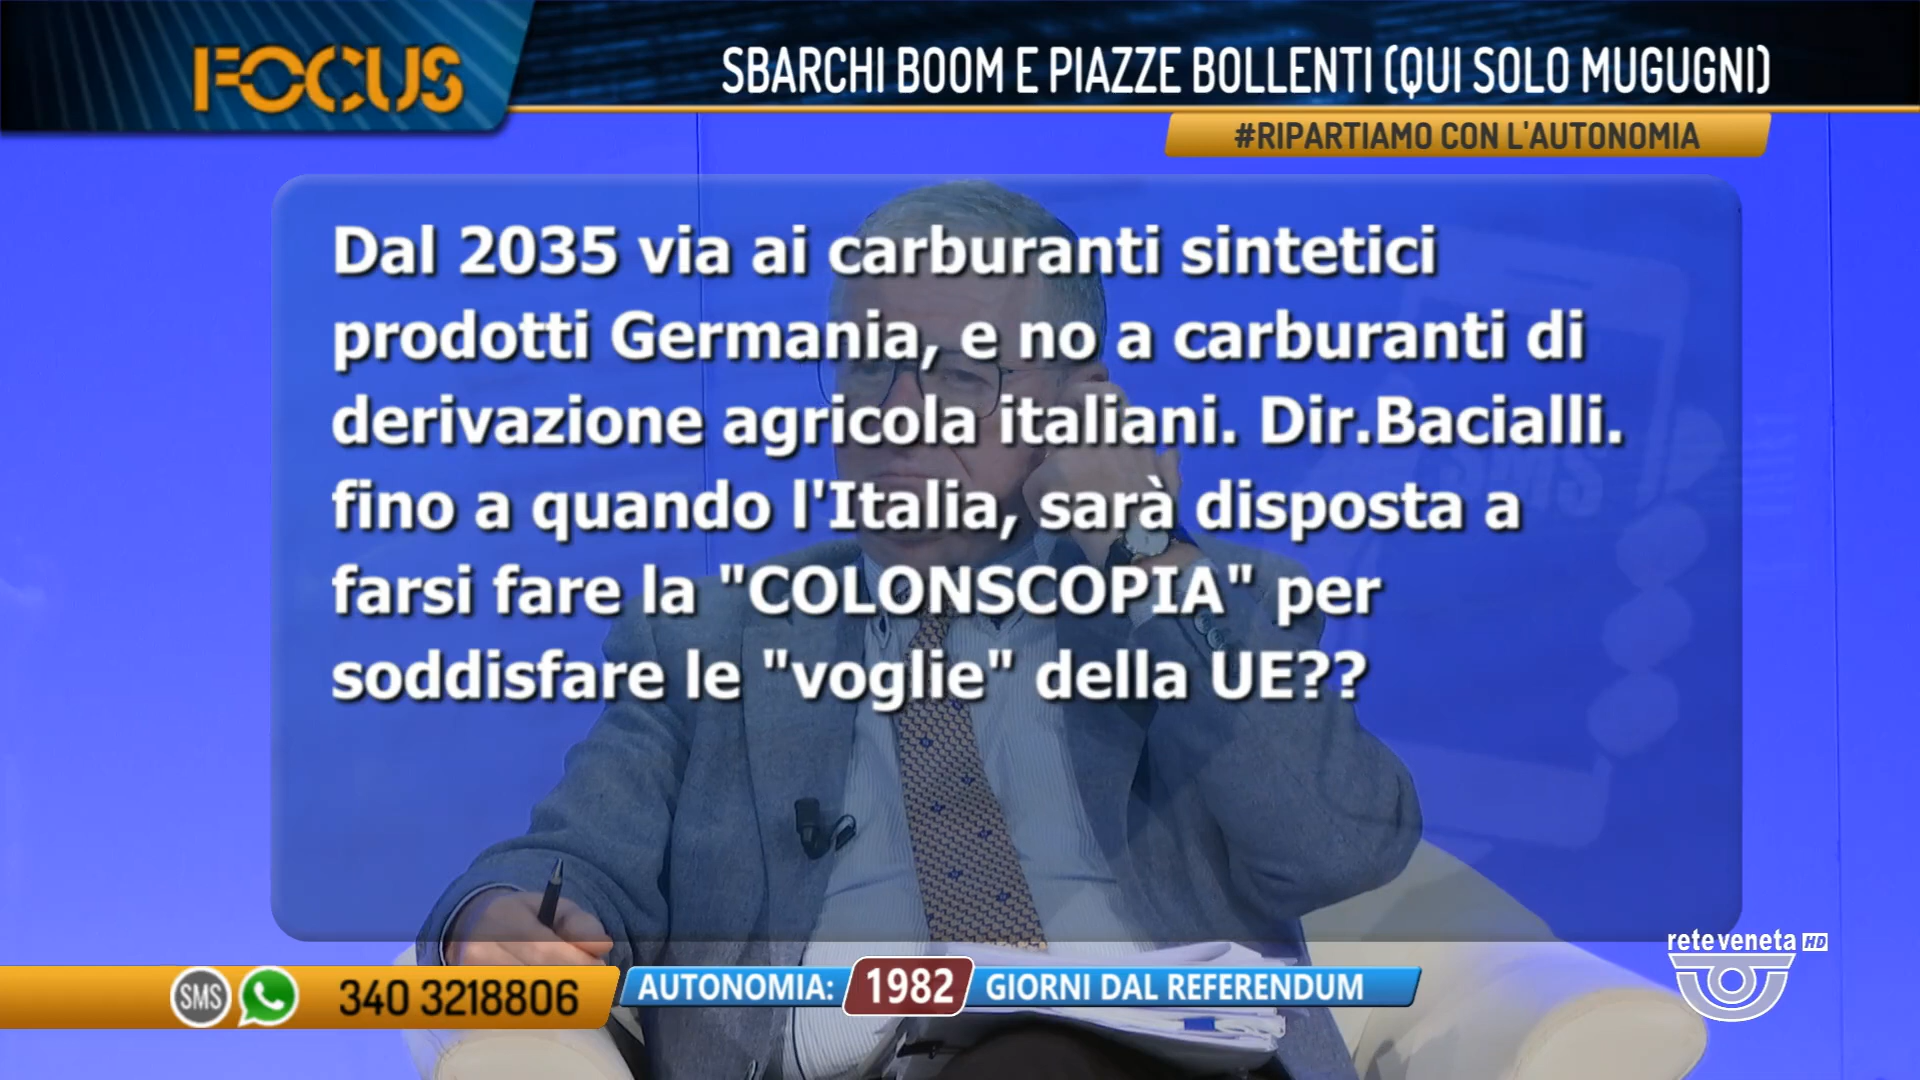 FOCUS
SBARCHI BOOM E PIAZZE BOLLENTI (QUI SOLO MUGUGNI)
#RIPARTIAMO CON L'AUTONOMIA
Dal 2035 via ai carburanti sintetici
prodotti Germania, e no a carburanti di
derivazione agricola italiani. Dir.Bacialli.
fino a quando l'Italia, sarà disposta a
farsi fare la "COLONSCOPIA" per
soddisfare le "voglie" della UE??
SMS
reteveneta HD
SMS 340 3218806
AUTONOMIA: 1982 GIORNI DAL REFERENDUM